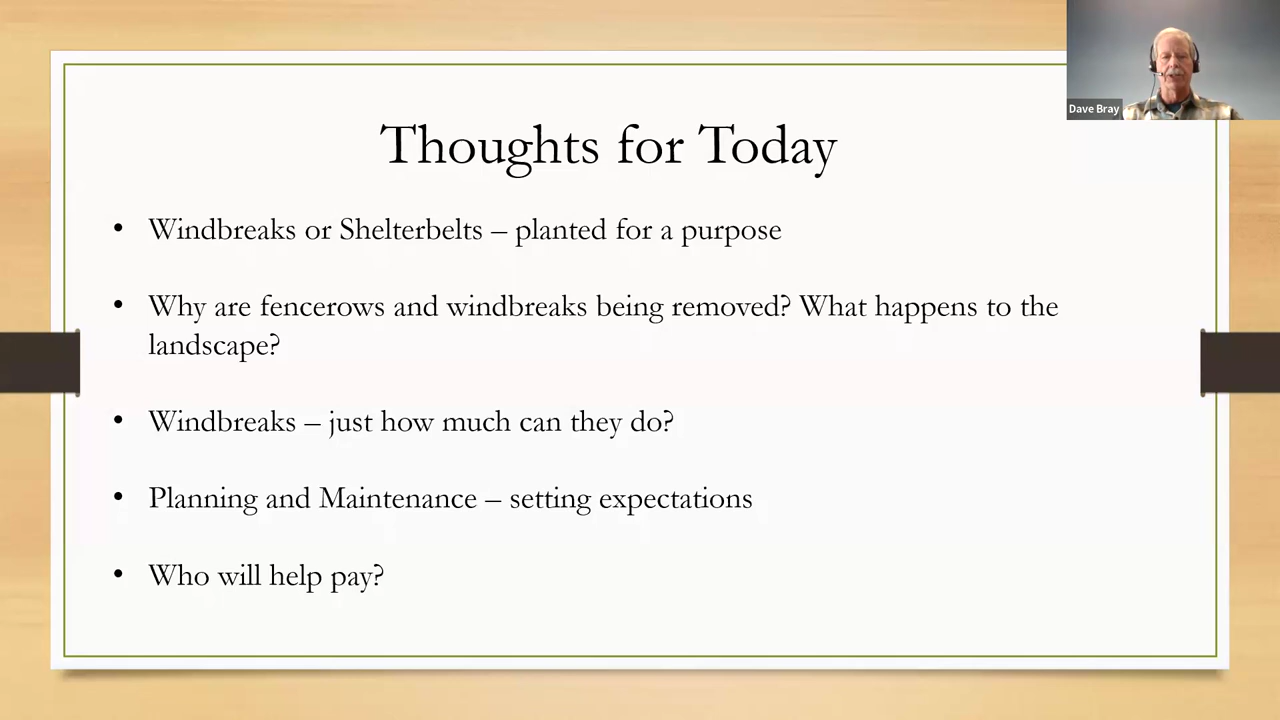 Dave Bray
Thoughts for Today
• Windbreaks or Shelterbelts – planted for a purpose
• Why are fencerows and windbreaks being removed? What happens to the
landscape?
• Windbreaks – just how much can they do?
• Planning and Maintenance – setting expectations
• Who will help pay?